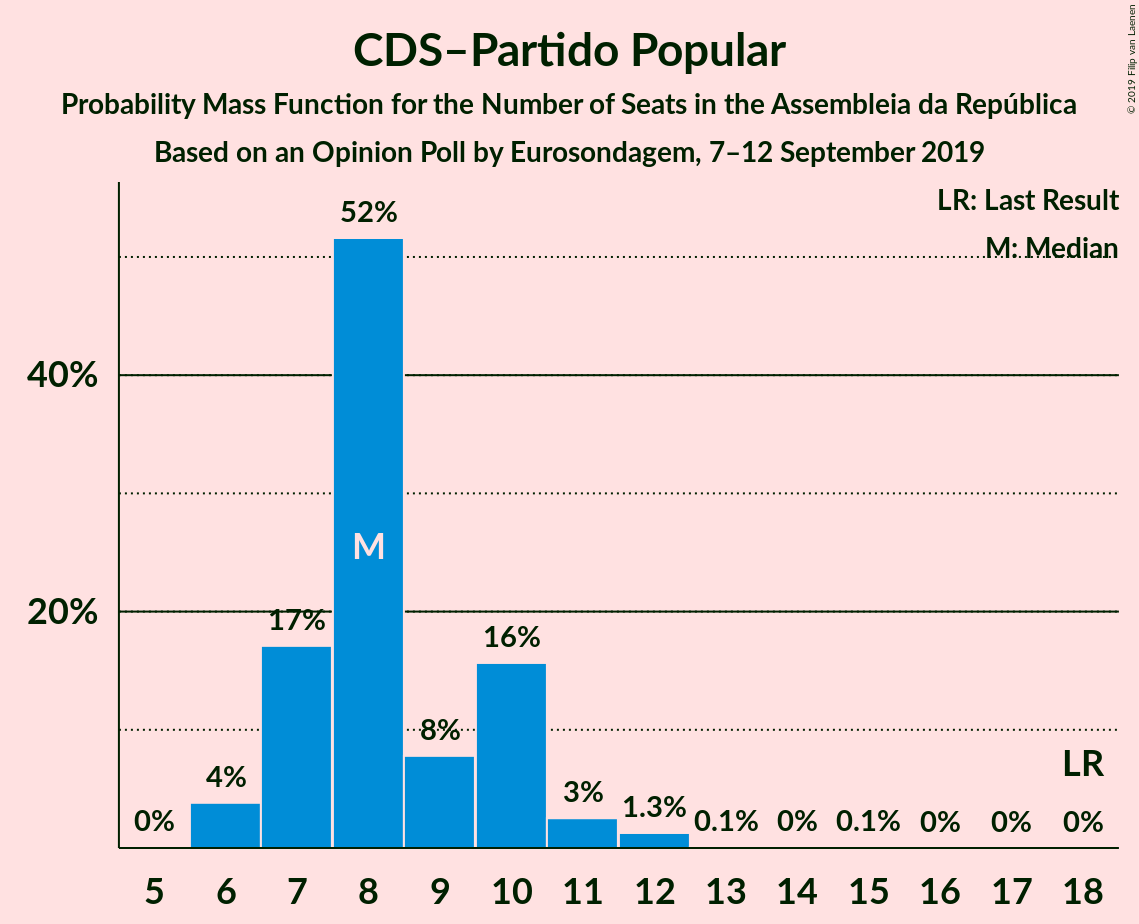 CDS–Partido Popular
Probability Mass Function for the Number of Seats in the Assembleia da República
Based on an Opinion Poll by Eurosondagem, 7–12 September 2019
© 2019 Filip van Laenen
LR: Last Result
M: Median
52%
40%
M
20%
17%
16%
8%
LR
4%
3%
1.3%
0%
0.1%
0%
0.1%
0%
0%
0%
5 6 7 8 9 10 11 12 13 14 15 16 17 18